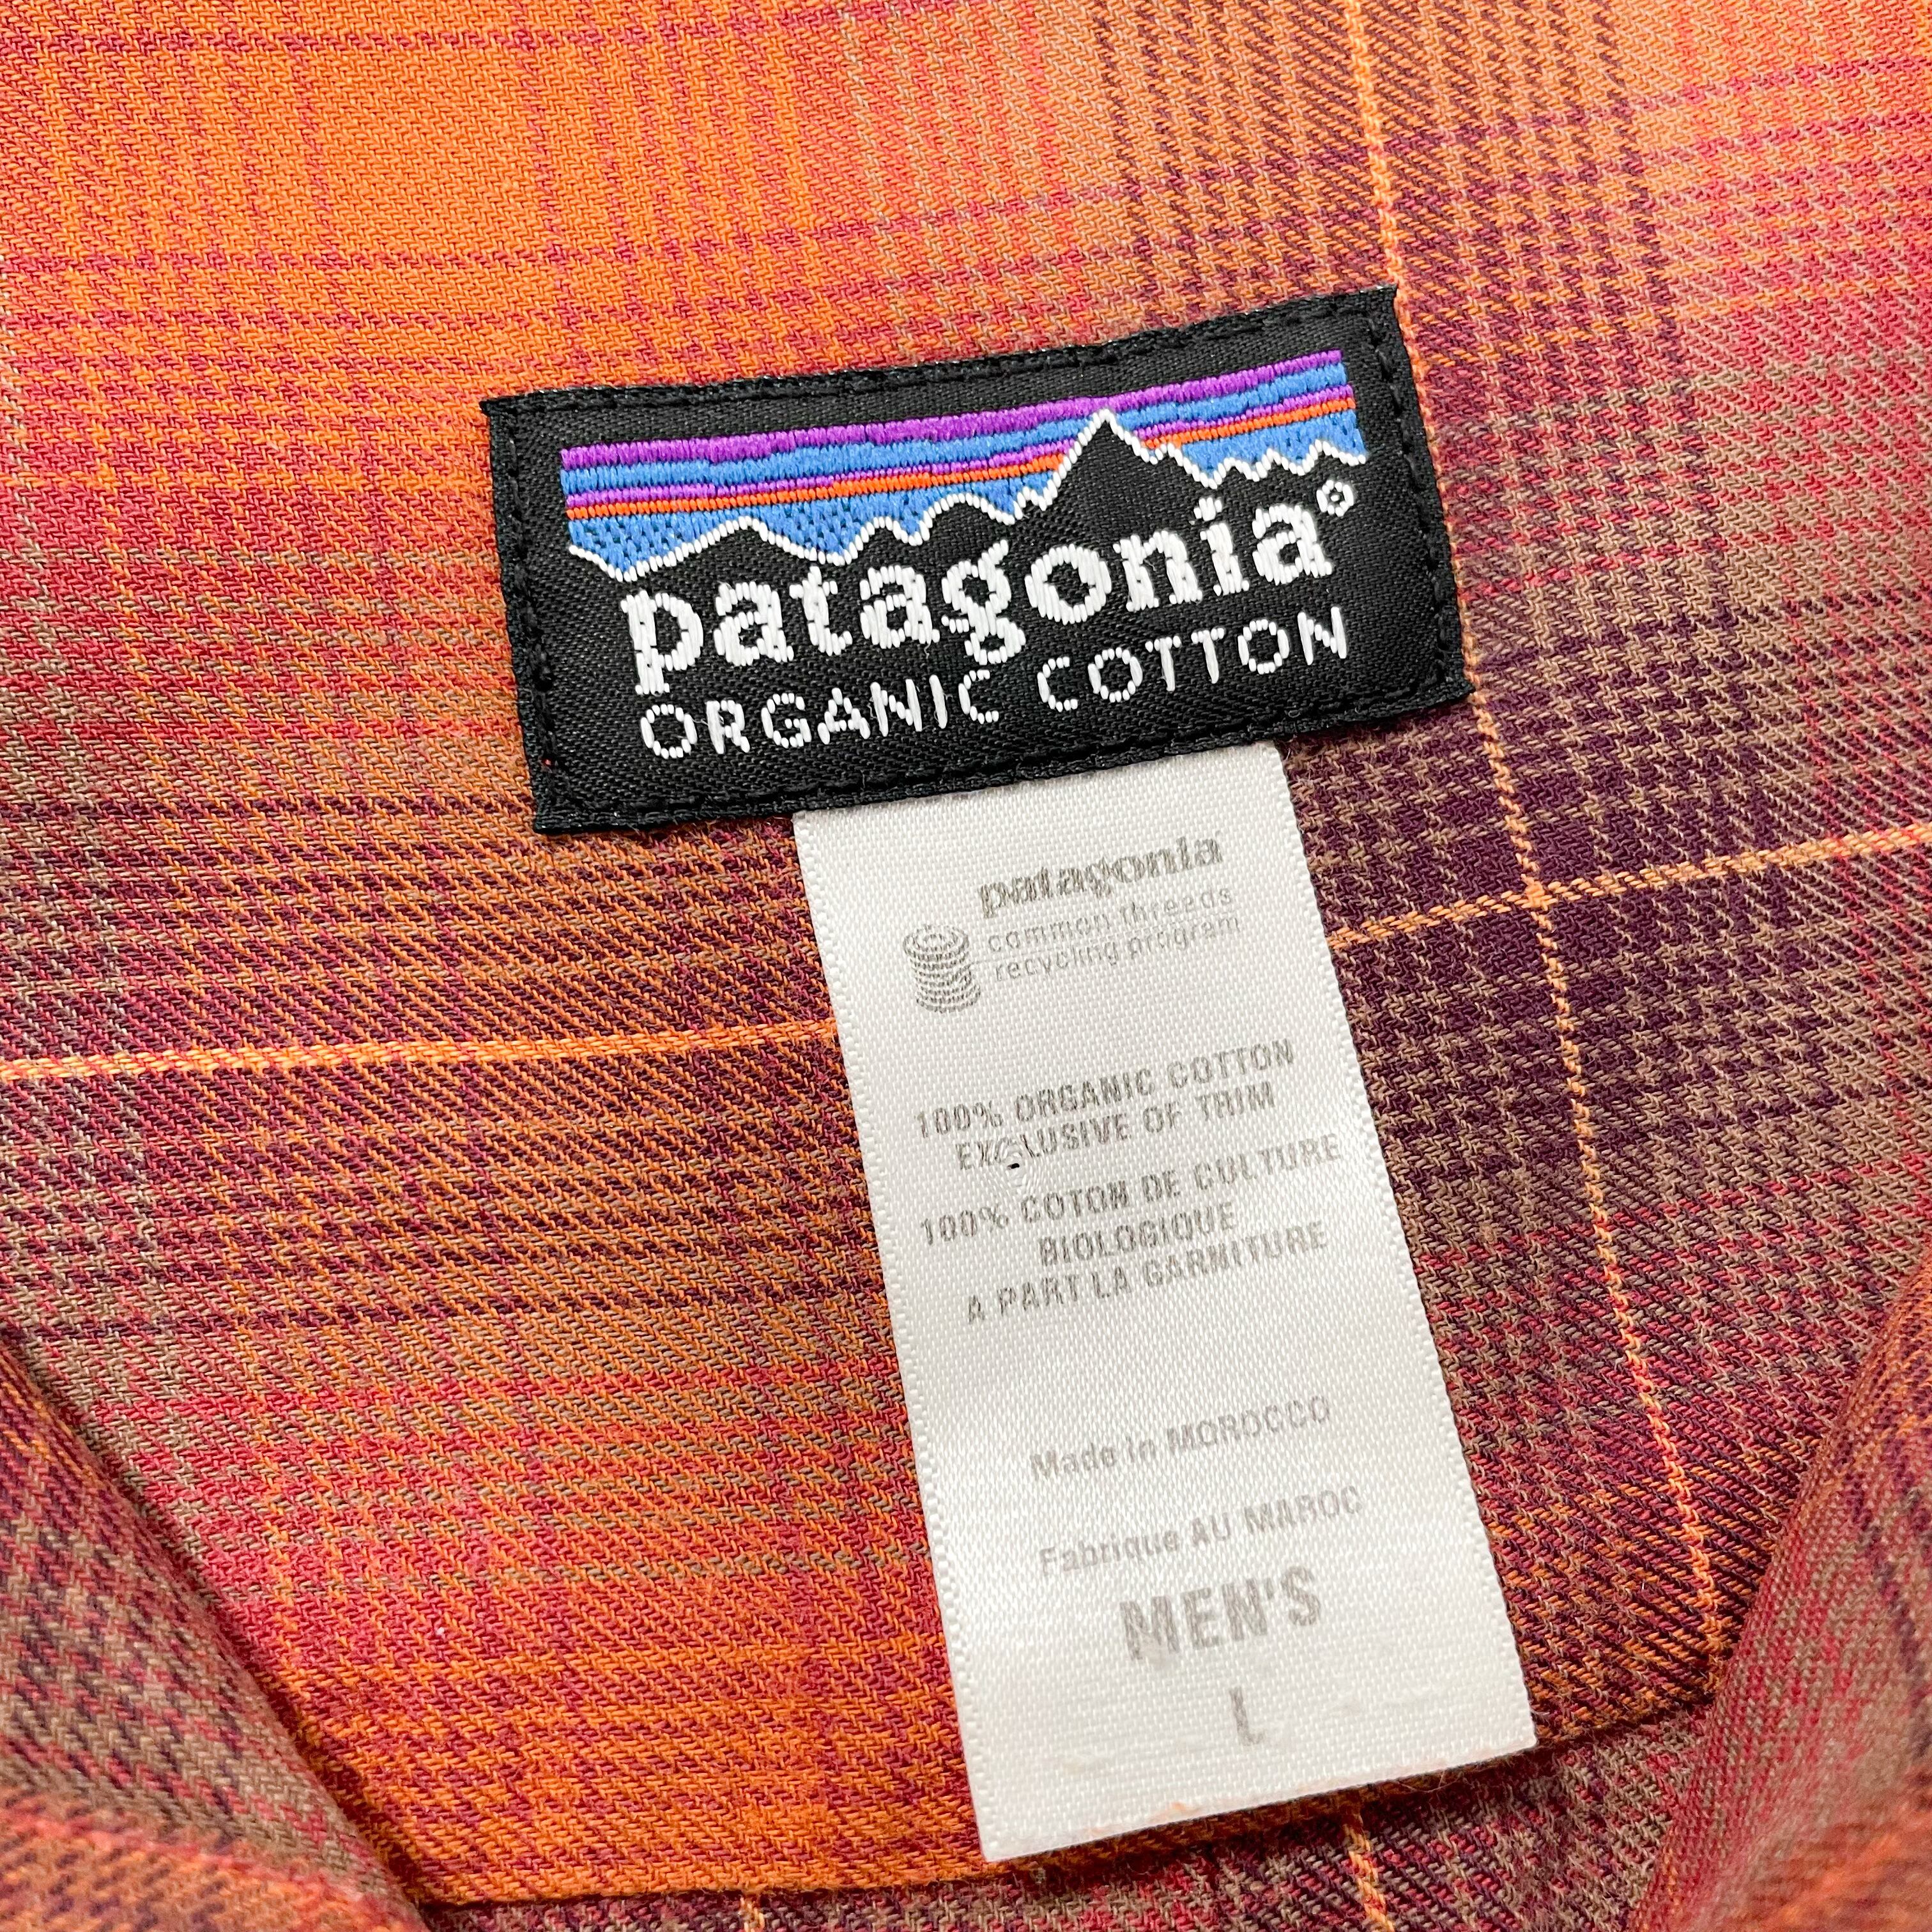 patagonia®
ORGANIC COTTON
patagonia
common threads
recycling program
100% ORGANIC COTTON
EXCLUSIVE OF TRIM
100% COTON DE CULTURE
BIOLOGIQUE
A PART LA GARNITURE
Made in MOROCCO
Fabrique AU MAROC
MEN'S
L